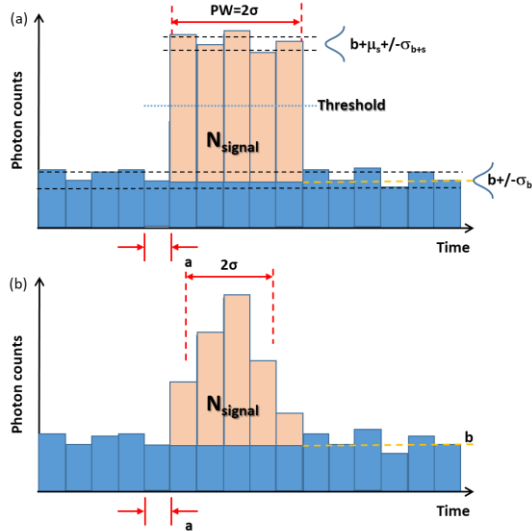 (a)
PW=2σ
b+μs+/-σb+s
Threshold
Nsignal
Photon counts
b+/-σb
Time
a
(b)
2σ
Photon counts
Nsignal
b
Time
a